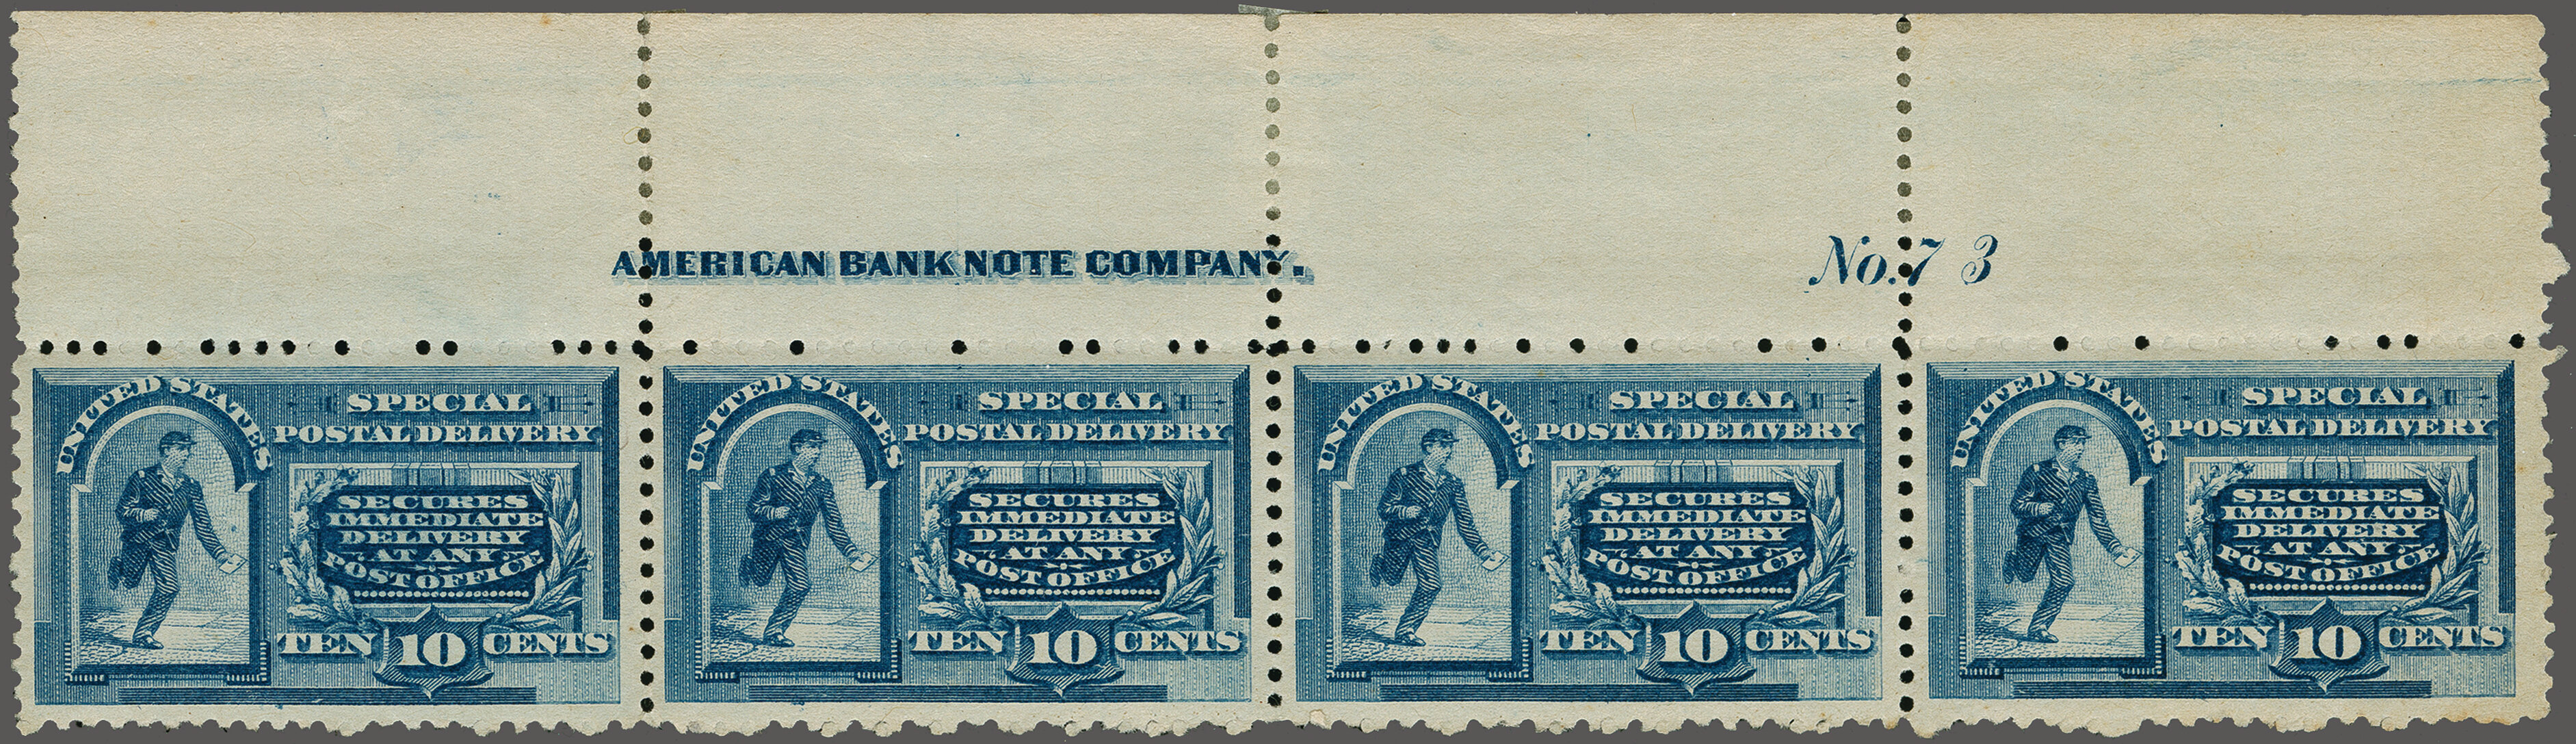 AMERICAN BANK NOTE COMPANY.
No. 73
UNITED STATES
SPECIAL
POSTAL DELIVERY
SECURES
IMMEDIATE
DELIVERY
AT ANY
POST OFFICE
TEN 10 CENTS
UNITED STATES
SPECIAL
POSTAL DELIVERY
SECURES
IMMEDIATE
DELIVERY
AT ANY
POST OFFICE
TEN 10 CENTS
UNITED STATES
SPECIAL
POSTAL DELIVERY
SECURES
IMMEDIATE
DELIVERY
AT ANY
POST OFFICE
TEN 10 CENTS
UNITED STATES
SPECIAL
POSTAL DELIVERY
SECURES
IMMEDIATE
DELIVERY
AT ANY
POST OFFICE
TEN 10 CENTS